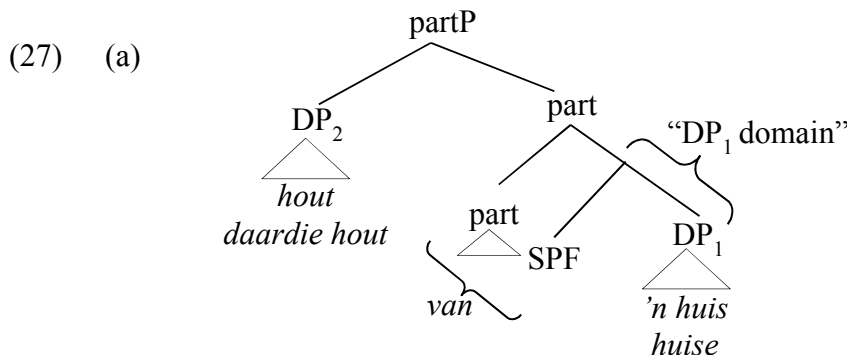 partP
(27) (a)
DP₂ part "DP₁ domain"
hout
daardie hout
part SPF DP₁
van
'n huis
huise